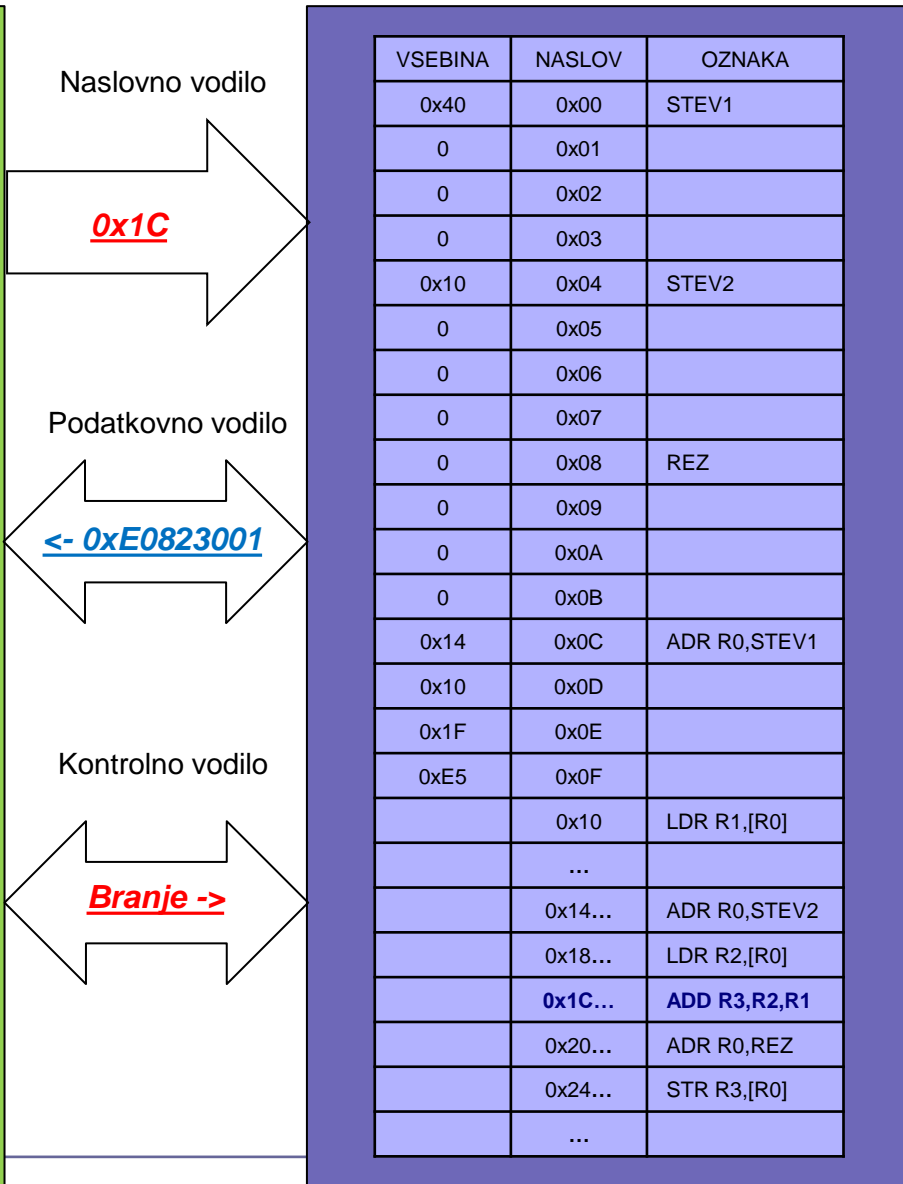 Naslovno vodilo
0x1C
Podatkovno vodilo
<- 0xE0823001
Kontrolno vodilo
Branje ->
VSEBINA NASLOV OZNAKA
0x40 0x00 STEV1
0 0x01
0 0x02
0 0x03
0x10 0x04 STEV2
0 0x05
0 0x06
0 0x07
0 0x08 REZ
0 0x09
0 0x0A
0 0x0B
0x14 0x0C ADR R0,STEV1
0x10 0x0D
0x1F 0x0E
0xE5 0x0F
0x10 LDR R1,[R0]
...
0x14... ADR R0,STEV2
0x18... LDR R2,[R0]
0x1C... ADD R3,R2,R1
0x20... ADR R0,REZ
0x24... STR R3,[R0]
...